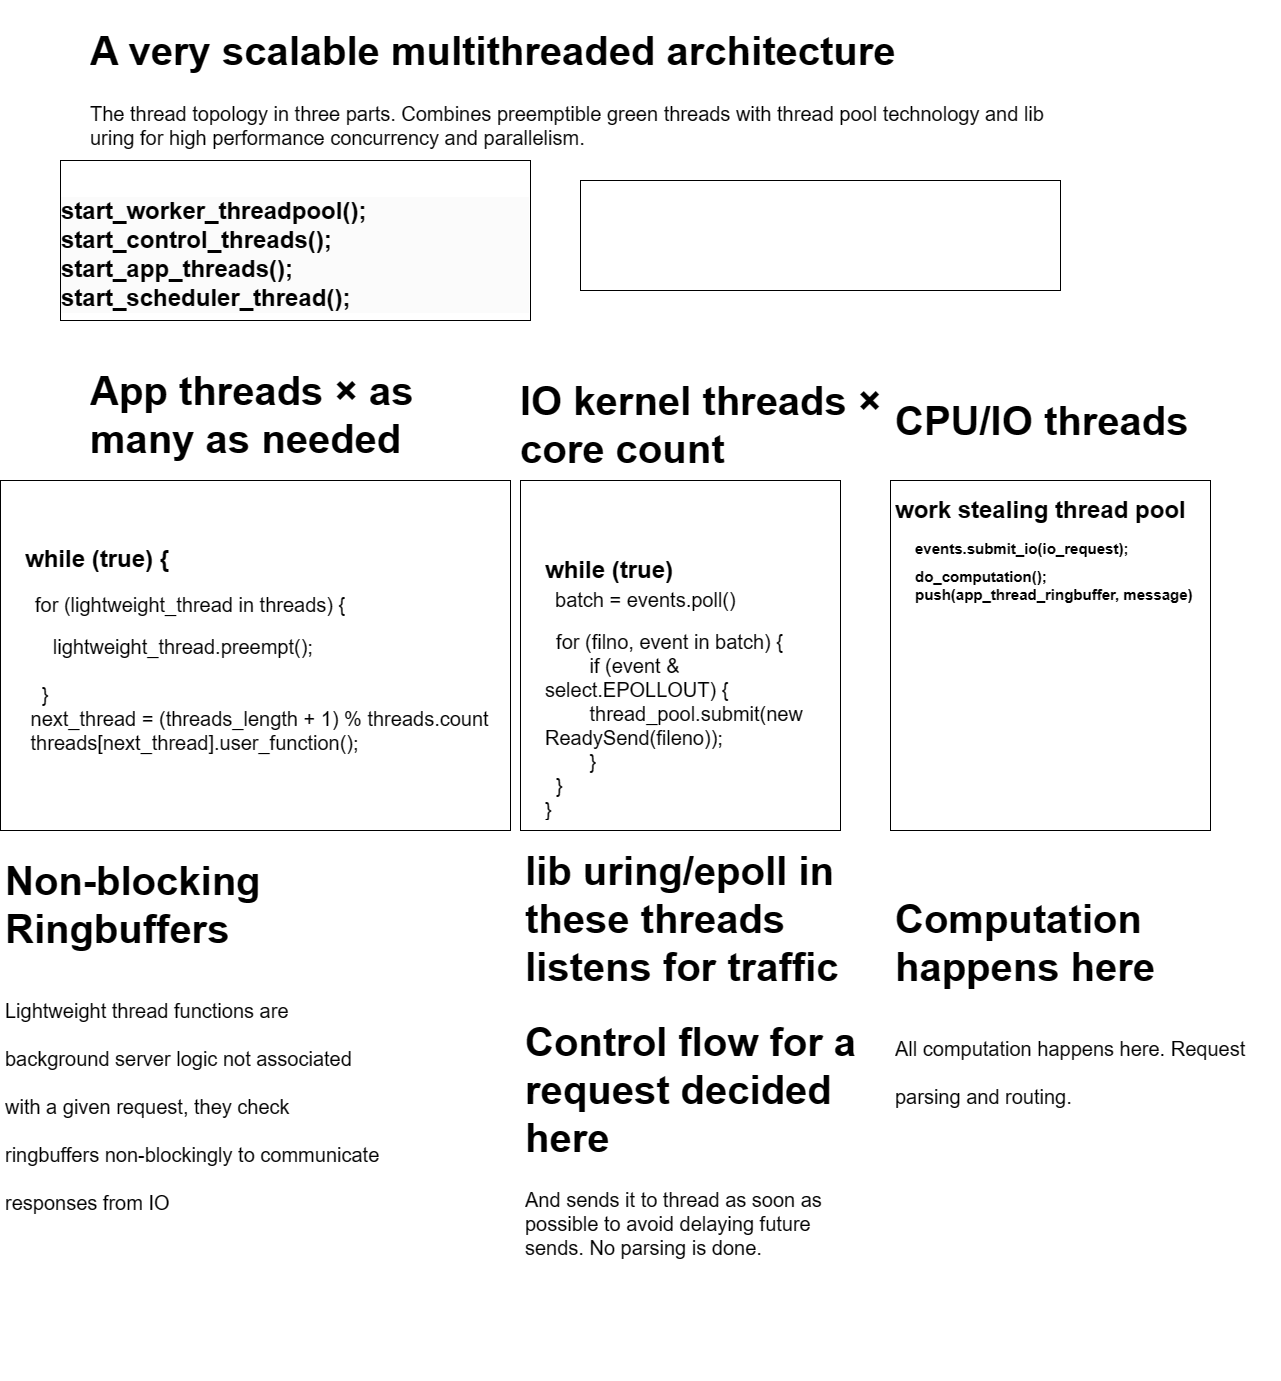 A very scalable multithreaded architecture
The thread topology in three parts. Combines preemptible green threads with thread pool technology and lib
uring for high performance concurrency and parallelism.
start_worker_threadpool();
start_control_threads();
start_app_threads();
start_scheduler_thread();
App threads × as
many as needed
IO kernel threads ×
core count
CPU/IO threads
while (true) {
for (lightweight_thread in threads) {
lightweight_thread.preempt();
}
next_thread = (threads_length + 1) % threads.count
threads[next_thread].user_function();
while (true)
batch = events.poll()
for (filno, event in batch) {
if (event &
select.EPOLLOUT) {
thread_pool.submit(new
ReadySend(fileno));
}
}
}
work stealing thread pool
events.submit_io(io_request);
do_computation();
push(app_thread_ringbuffer, message)
Non-blocking
Ringbuffers
Lightweight thread functions are
background server logic not associated
with a given request, they check
ringbuffers non-blockingly to communicate
responses from IO
lib uring/epoll in
these threads
listens for traffic
Control flow for a
request decided
here
And sends it to thread as soon as
possible to avoid delaying future
sends. No parsing is done.
Computation
happens here
All computation happens here. Request
parsing and routing.